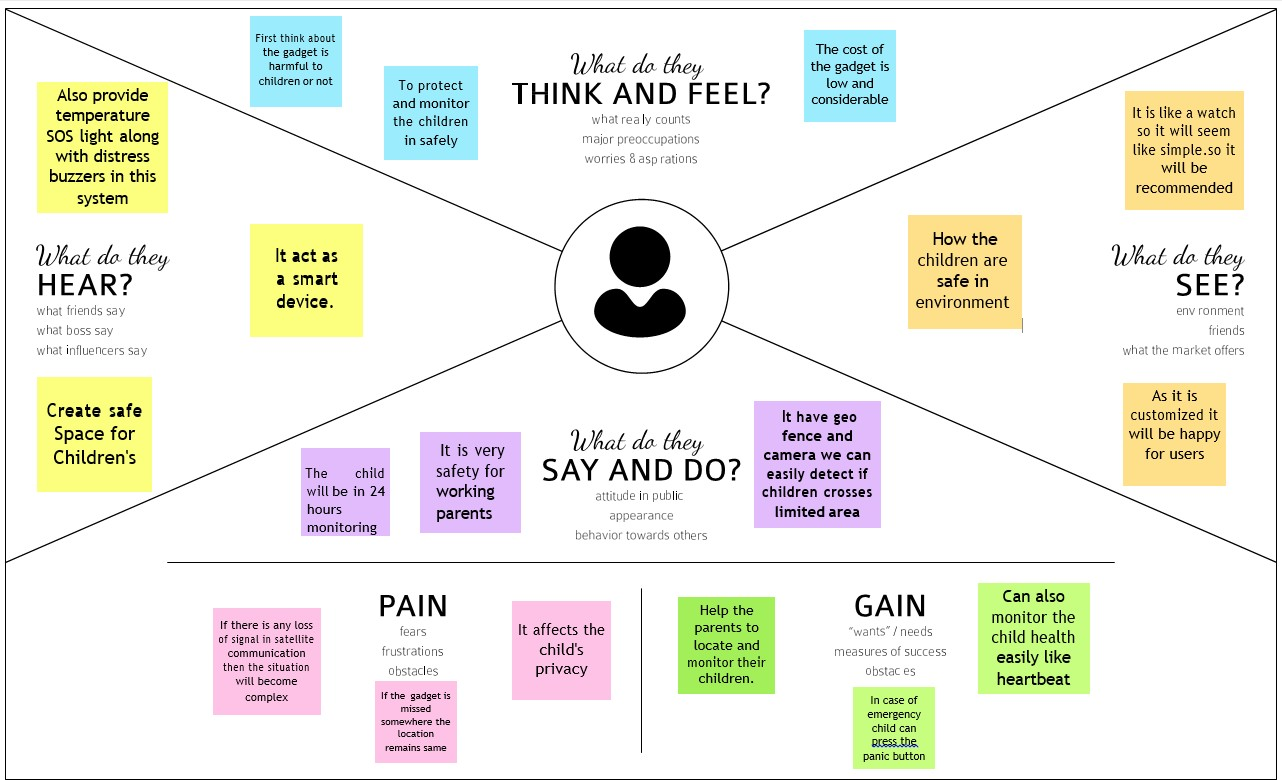 First think about
the gadget is
harmful to
children or not
To protect
and monitor
the children
in safely
What do they
THINK AND FEEL?
what really counts
major preoccupations
worries & asp rations
The cost of
the gadget is
low and
considerable
Also provide
temperature
SOS light along
with distress
buzzers in this
system
It act as
a smart
device.
What do they
HEAR?
what friends say
what boss say
what influencers say
Create safe
Space for
Children's
It is like a watch
so it will seem
like simple.so it
will be
recommended
How the
children are
safe in
environment
What do they
SEE?
env ronment
friends
what the market offers
As it is
customized it
will be happy
for users
The child
will be in 24
hours
monitoring
It is very
safety for
working
parents
What do they
SAY AND DO?
attitude in public
appearance
behavior towards others
It have geo
fence and
camera we can
easily detect if
children crosses
limited area
If there is any loss
of signal in satellite
communication
then the situation
will become
complex
PAIN
fears
frustrations
obstacles
If the gadget is
missed
somewhere the
location
remains same
It affects the
child's
privacy
Help the
parents to
locate and
monitor their
children.
GAIN
"wants" / needs
measures of success
obstac es
In case of
emergency
child can
press the
panic button
Can also
monitor the
child health
easily like
heartbeat